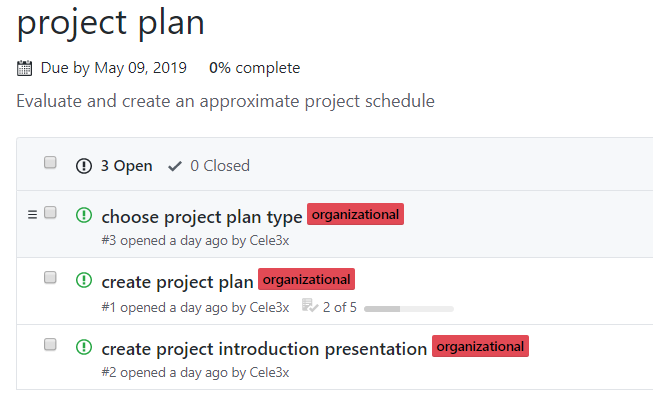 project plan
Due by May 09, 2019 0% complete
Evaluate and create an approximate project schedule
3 Open 0 Closed
choose project plan type organizational
#3 opened a day ago by Cele3x
create project plan organizational
#1 opened a day ago by Cele3x 2 of 5
create project introduction presentation organizational
#2 opened a day ago by Cele3x